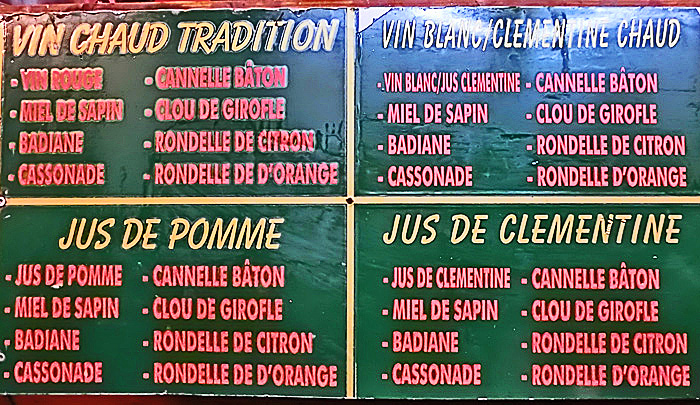 VIN CHAUD TRADITION
- VIN ROUGE
- MIEL DE SAPIN
- BADIANE
- CASSONADE
- CANNELLE BÂTON
- CLOU DE GIROFLE
- RONDELLE DE CITRON
- RONDELLE D'ORANGE
VIN BLANC/CLEMENTINE CHAUD
- VIN BLANC/JUS CLEMENTINE
- MIEL DE SAPIN
- BADIANE
- CASSONADE
- CANNELLE BÂTON
- CLOU DE GIROFLE
- RONDELLE DE CITRON
- RONDELLE D'ORANGE
JUS DE POMME
- JUS DE POMME
- MIEL DE SAPIN
- BADIANE
- CASSONADE
- CANNELLE BÂTON
- CLOU DE GIROFLE
- RONDELLE DE CITRON
- RONDELLE DE D'ORANGE
JUS DE CLEMENTINE
- JUS DE CLEMENTINE
- MIEL DE SAPIN
- BADIANE
- CASSONADE
- CANNELLE BÂTON
- CLOU DE GIROFLE
- RONDELLE DE CITRON
- RONDELLE DE D'ORANGE